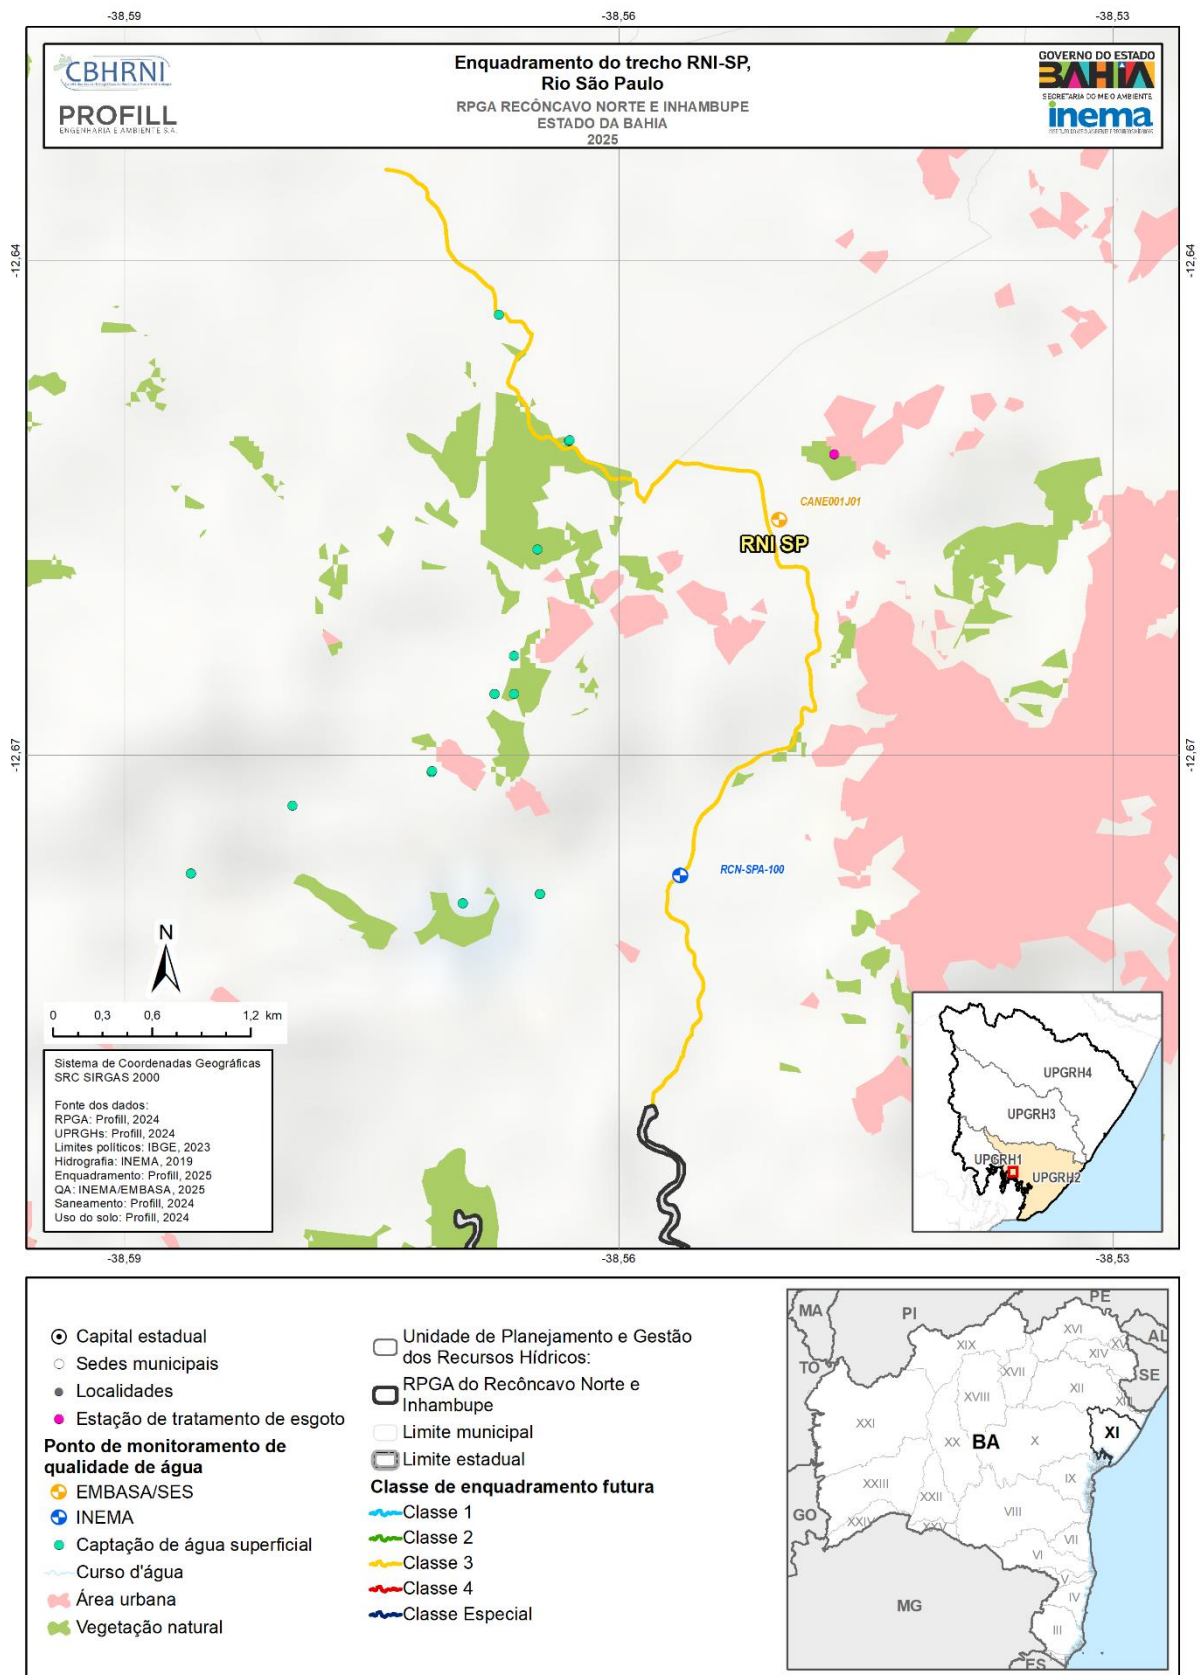 -38,59
-38,56
-38,53
CBHRNI
PROFILL
ENGENHARIA E AMBIENTE S.A.
Enquadramento do trecho RNI-SP,
Rio São Paulo
RPGA RECÔNCAVO NORTE E INHAMBUPE
ESTADO DA BAHIA
2025
GOVERNO DO ESTADO
BAHIA
SECRETARIA DO MEIO AMBIENTE
inema
INSTITUTO DO MEIO AMBIENTE E RECURSOS HÍDRICOS
-12,64
-12,64
CANE001J01
RNI SP
-12,67
-12,67
RCN-SPA-100
N
0 0,3 0,6 1,2 km
Sistema de Coordenadas Geográficas
SRC SIRGAS 2000
Fonte dos dados:
RPGA: Profill, 2024
UPRGHs: Profill, 2024
Limites políticos: IBGE, 2023
Hidrografia: INEMA, 2019
Enquadramento: Profill, 2025
QA: INEMA/EMBASA, 2025
Saneamento: Profill, 2024
Uso do solo: Profill, 2024
UPGRH4
UPGRH3
UPGRH1
UPGRH2
-38,59
-38,56
-38,53
Capital estadual
Sedes municipais
Localidades
Estação de tratamento de esgoto
Ponto de monitoramento de
qualidade de água
EMBASA/SES
INEMA
Captação de água superficial
Curso d'água
Área urbana
Vegetação natural
Unidade de Planejamento e Gestão
dos Recursos Hídricos:
RPGA do Recôncavo Norte e
Inhambupe
Limite municipal
Limite estadual
Classe de enquadramento futura
Classe 1
Classe 2
Classe 3
Classe 4
Classe Especial
MA
PI
PE
AL
TO
SE
XVI
XV
XIX
XIV
XVII
XII
XVIII
XIII
XXI
XI
XX
BA
X
IX
XXIII
XXII
VIII
GO
XXIV
XXV
VII
VI
V
IV
MG
III
ES